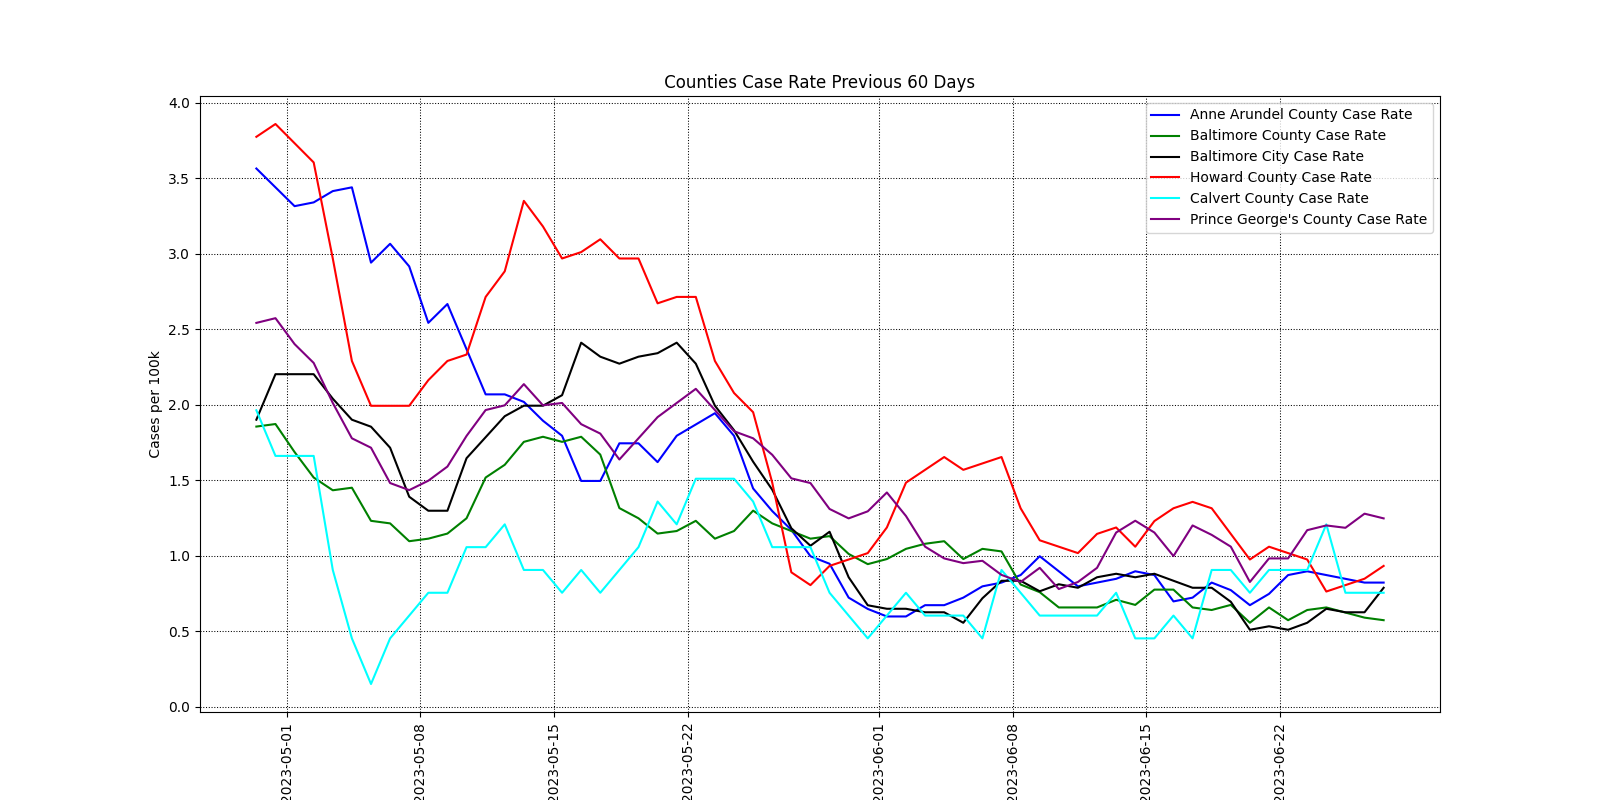 Counties Case Rate Previous 60 Days
4.0
3.5
3.0
2.5
2.0
1.5
1.0
0.5
0.0
Cases per 100k
Anne Arundel County Case Rate
Baltimore County Case Rate
Baltimore City Case Rate
Howard County Case Rate
Calvert County Case Rate
Prince George's County Case Rate
2023-05-01
2023-05-08
2023-05-15
2023-05-22
2023-06-01
2023-06-08
2023-06-15
2023-06-22